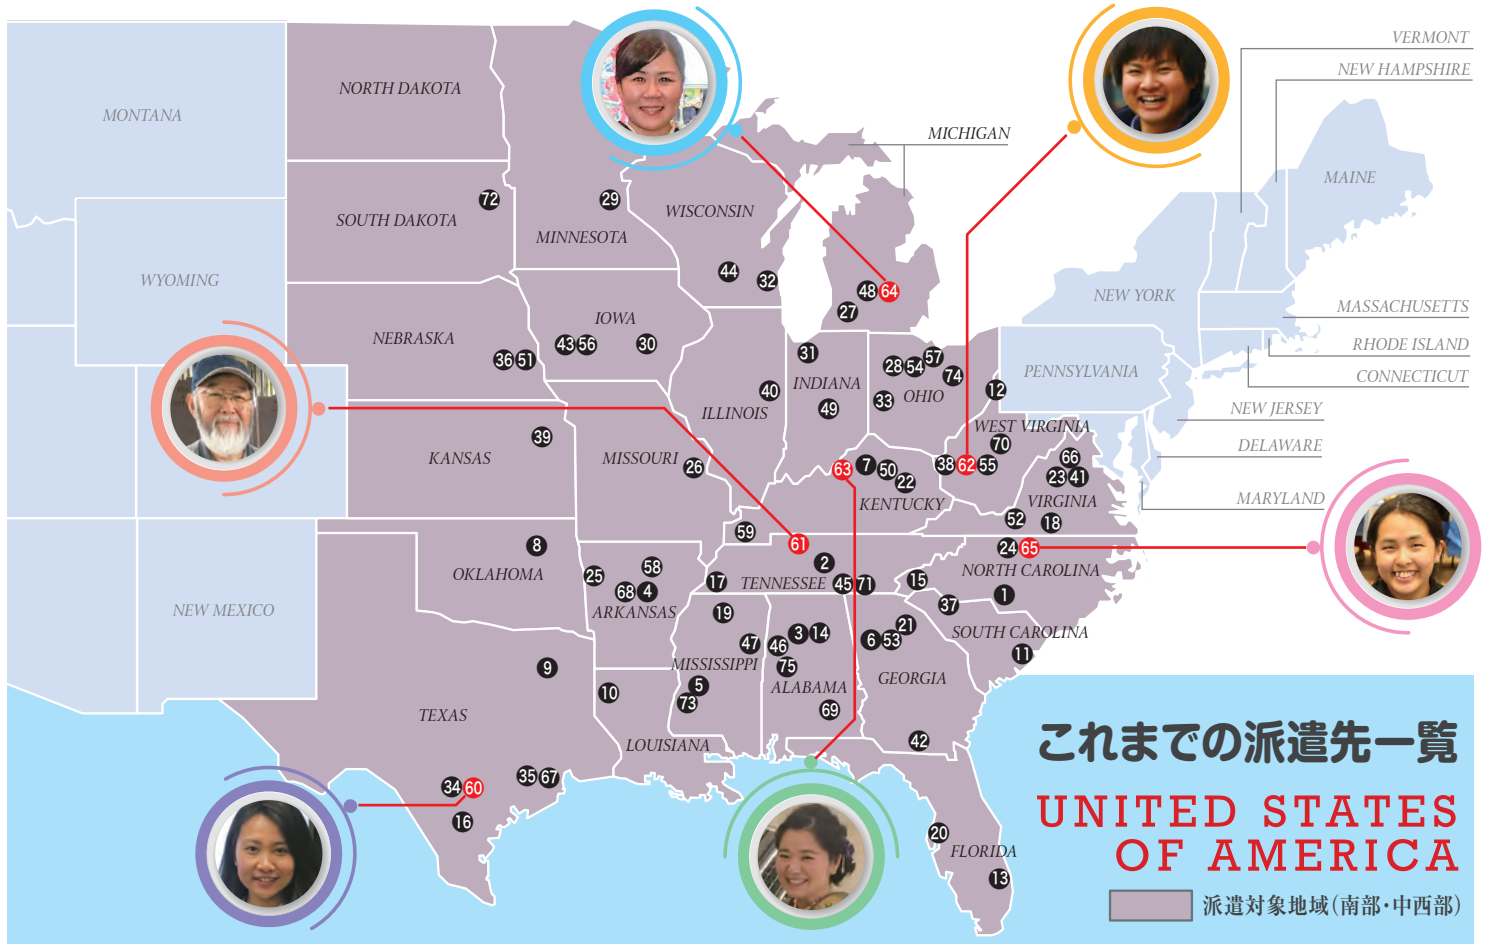 VERMONT
NEW HAMPSHIRE
NORTH DAKOTA
MONTANA
MICHIGAN
MAINE
72
29
WISCONSIN
SOUTH DAKOTA
MINNESOTA
WYOMING
44
32
48
64
27
NEW YORK
MASSACHUSETTS
IOWA
NEBRASKA
43
56
30
36
51
31
28
54
57
74
RHODE ISLAND
PENNSYLVANIA
CONNECTICUT
INDIANA
40
12
33
OHIO
49
ILLINOIS
NEW JERSEY
WEST VIRGINIA
39
70
DELAWARE
KANSAS
MISSOURI
26
63
7
50
22
38
62
55
66
23
41
KENTUCKY
VIRGINIA
MARYLAND
59
52
18
8
61
24
65
OKLAHOMA
25
58
68
4
2
17
TENNESSEE
45
71
15
NORTH CAROLINA
37
1
NEW MEXICO
ARKANSAS
19
3
14
21
6
53
SOUTH CAROLINA
47
46
11
9
MISSISSIPPI
75
5
ALABAMA
GEORGIA
10
73
69
TEXAS
LOUISIANA
42
これまでの派遣先一覧
35
67
34
60
16
UNITED STATES
OF AMERICA
20
FLORIDA
13
派遣対象地域(南部・中西部)